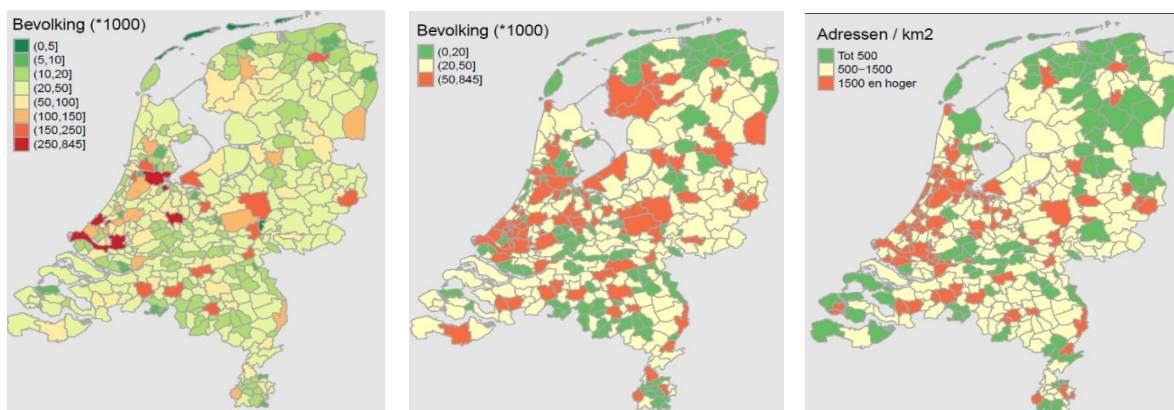 Bevolking (*1000)
(0,5]
(5,10]
(10,20]
(20,50]
(50,100]
(100,150]
(150,250]
(250,845]
Bevolking (*1000)
(0,20]
(20,50]
(50,845]
Adressen / km2
Tot 500
500-1500
1500 en hoger